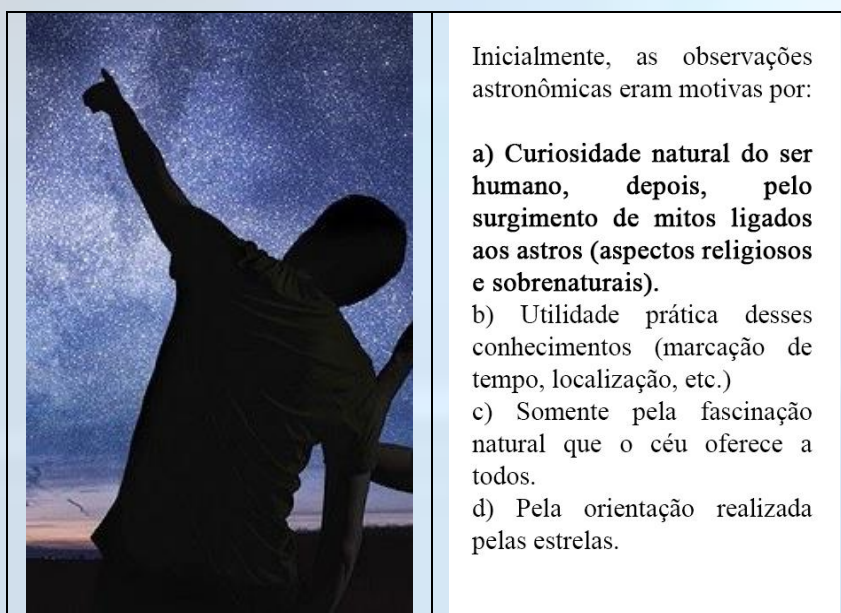 Inicialmente, as observações
astronômicas eram motivas por:
a) Curiosidade natural do ser
humano, depois, pelo
surgimento de mitos ligados
aos astros (aspectos religiosos
e sobrenaturais).
b) Utilidade prática desses
conhecimentos (marcação de
tempo, localização, etc.)
c) Somente pela fascinação
natural que o céu oferece a
todos.
d) Pela orientação realizada
pelas estrelas.